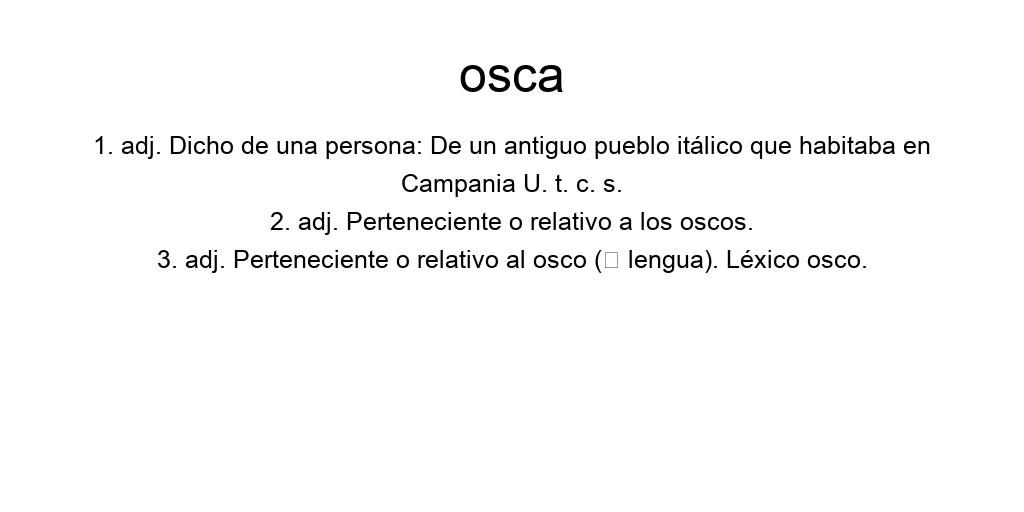 osca
1. adj. Dicho de una persona: De un antiguo pueblo itálico que habitaba en
Campania U. t. c. s.
2. adj. Perteneciente o relativo a los oscos.
3. adj. Perteneciente o relativo al osco (□ lengua). Léxico osco.